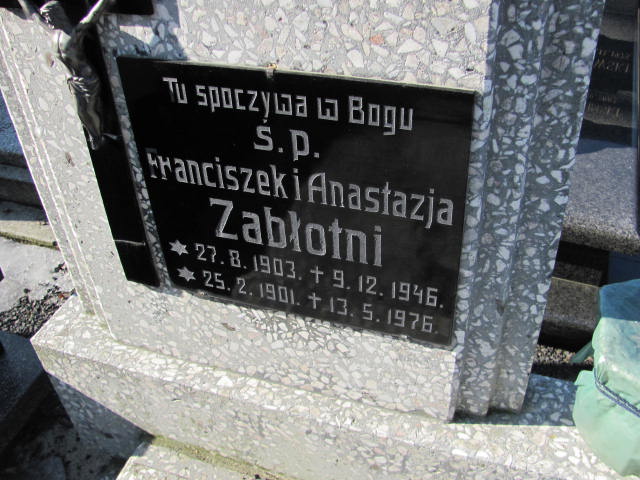 Tu spoczywa w Bogu
Ś.p.
Franciszek i Anastazja
Zabłotni
* 27.8.1903. + 9.12.1946.
* 25.2.1901. + 13.5.1976.